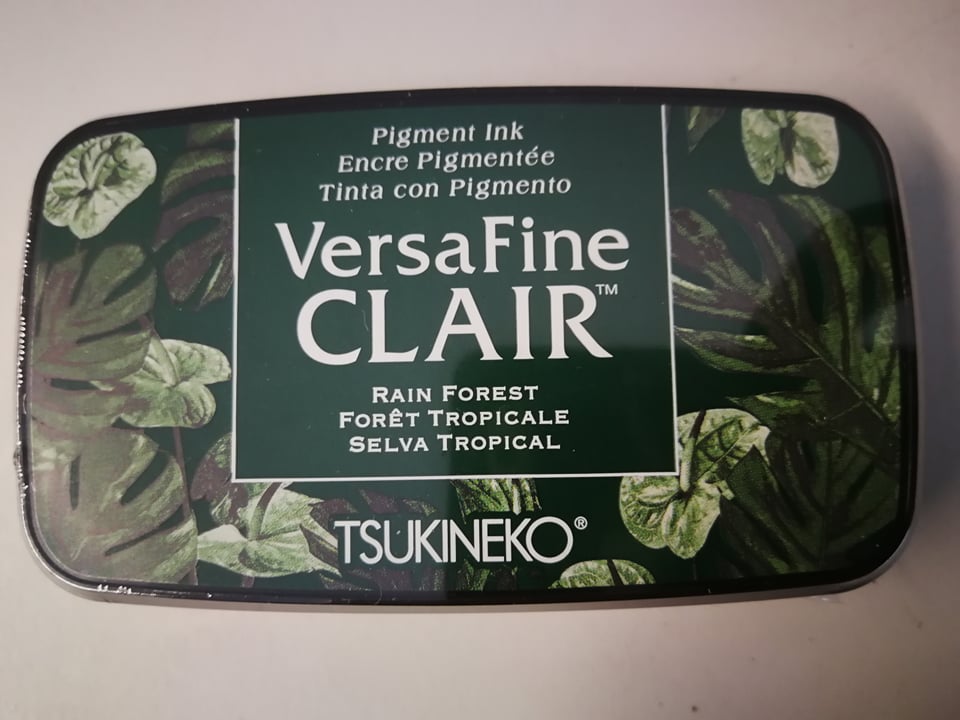 Pigment Ink
Encre Pigmentée
Tinta con Pigmento
VersaFine
CLAIR™
RAIN FOREST
FORÊT TROPICALE
SELVA TROPICAL
TSUKINEKO®